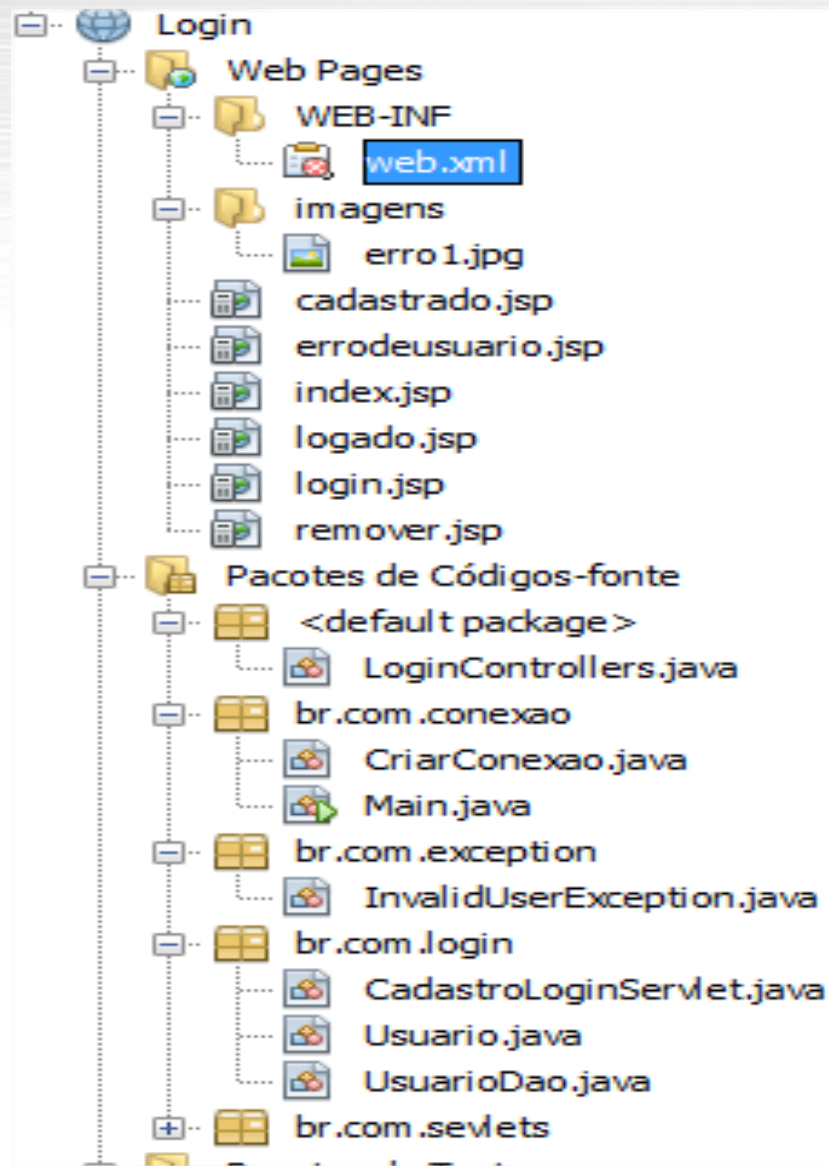 Login
Web Pages
WEB-INF
web.xml
imagens
erro1.jpg
cadastrado.jsp
errodeusuario.jsp
index.jsp
logado.jsp
login.jsp
remover.jsp
Pacotes de Códigos-fonte
<default package>
LoginControllers.java
br.com.conexao
CriarConexao.java
Main.java
br.com.exception
InvalidUserException.java
br.com.login
CadastroLoginServlet.java
Usuario.java
UsuarioDao.java
br.com.sevlets